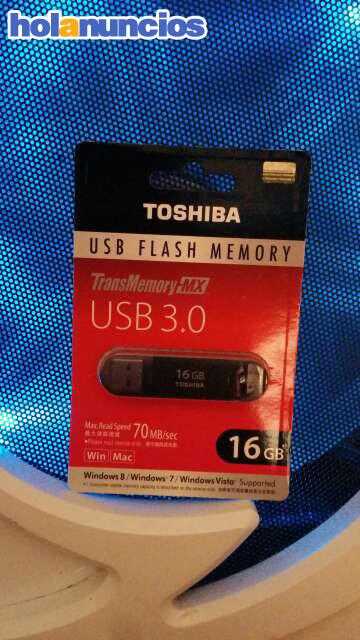 holanuncios
TOSHIBA
USB FLASH MEMORY
TransMemory-MX
USB 3.0
16 GB
TOSHIBA
Max. Read Speed 70 MB/sec
16 GB
Win Mac
Windows 8 / Windows 7 / Windows Vista Supported